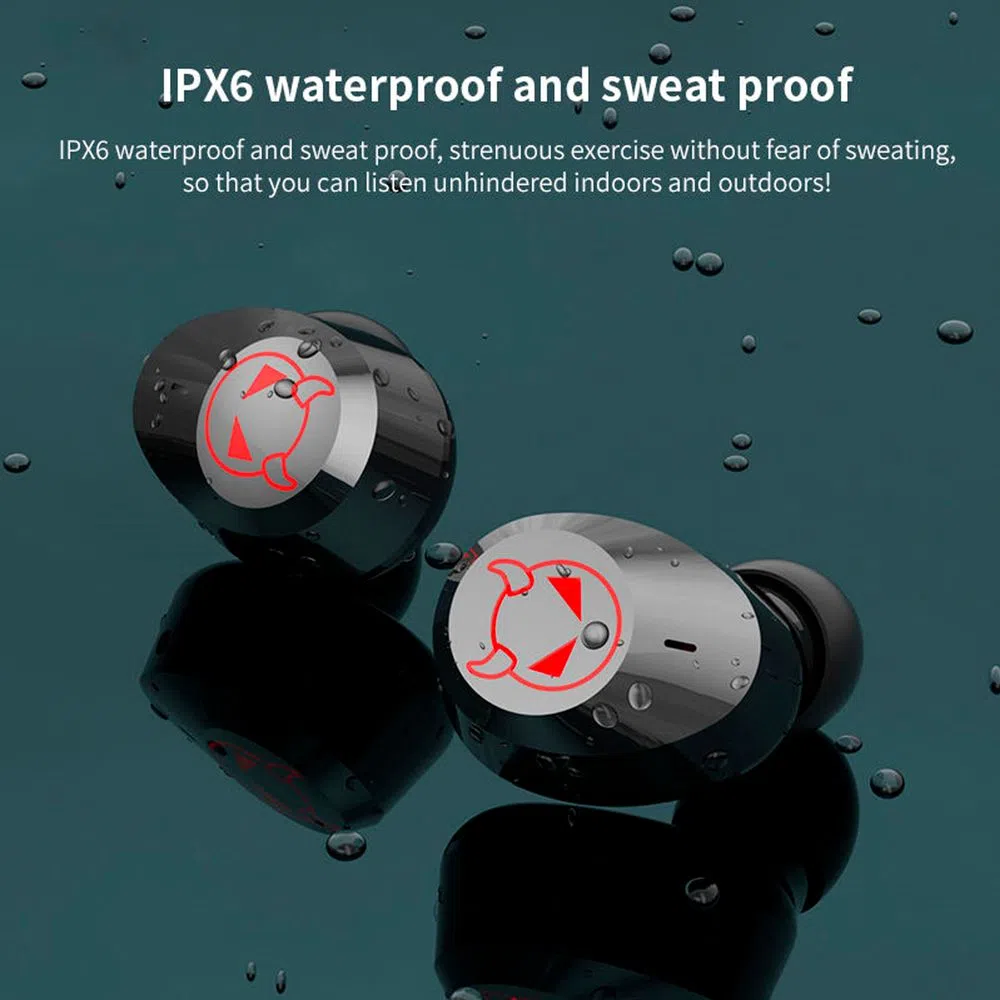 IPX6 waterproof and sweat proof
IPX6 waterproof and sweat proof, strenuous exercise without fear of sweating,
so that you can listen unhindered indoors and outdoors!